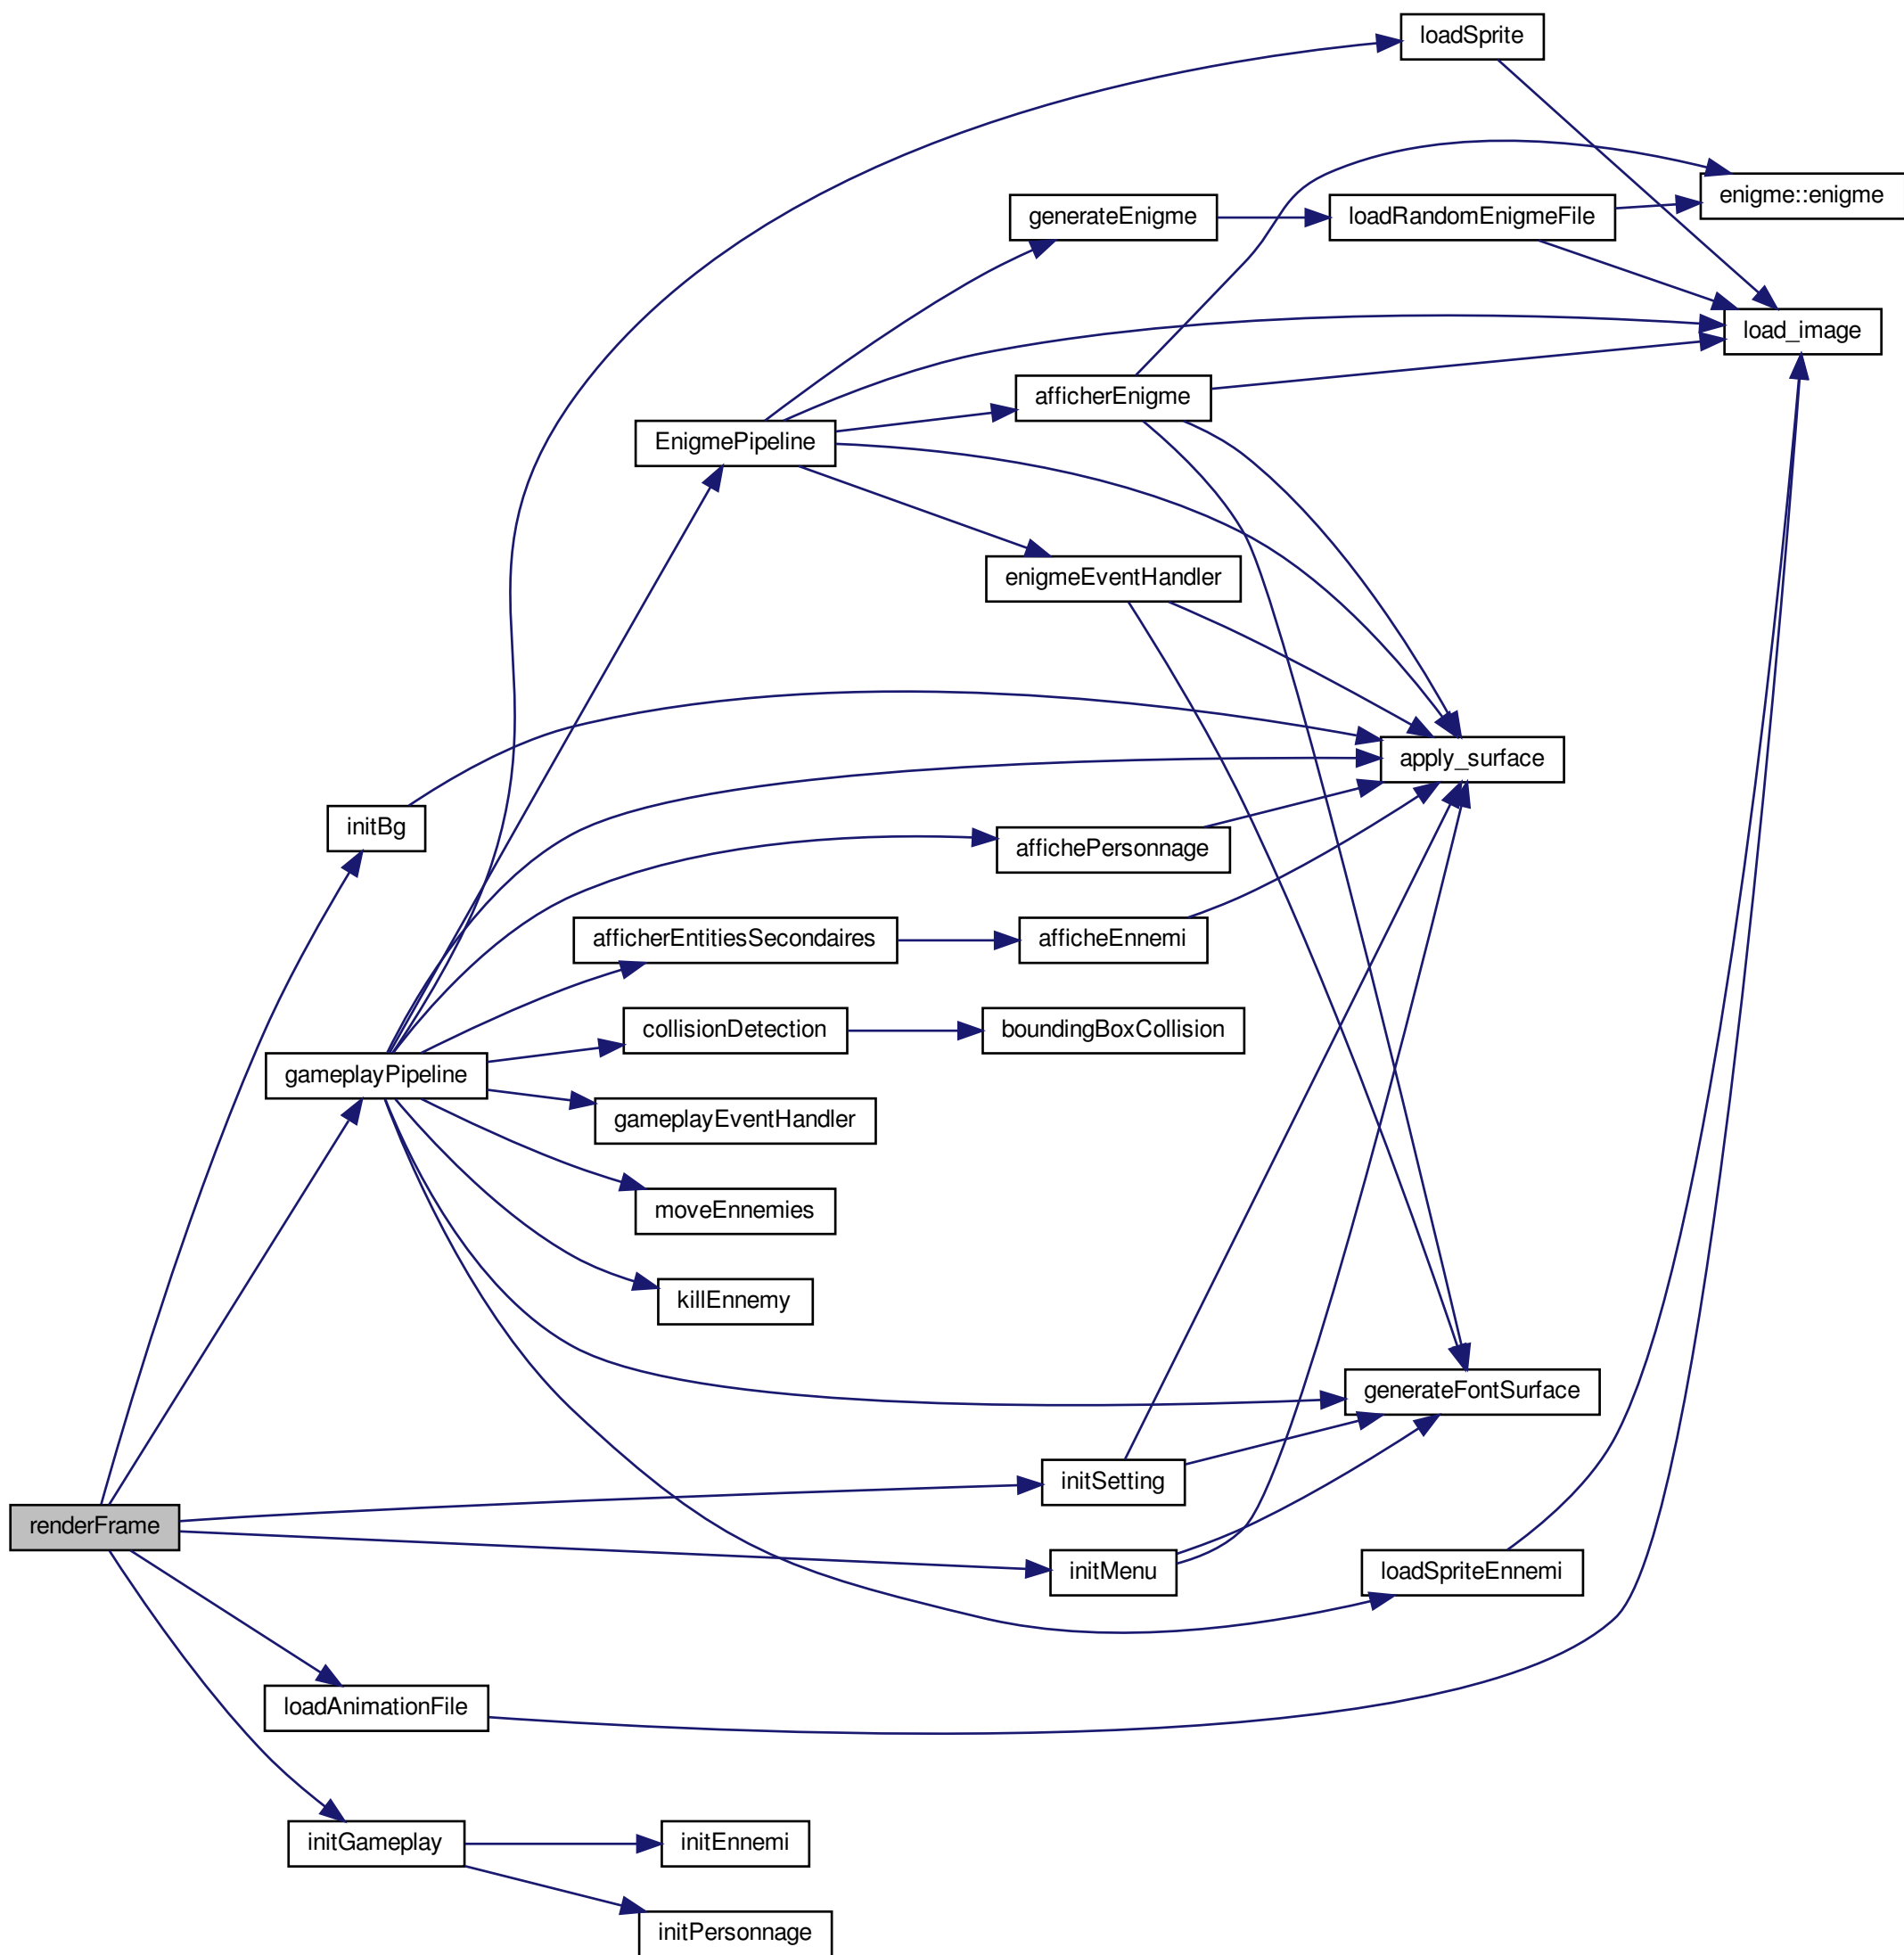 loadSprite
enigme::enigme
generateEnigme
loadRandomEnigmeFile
load_image
afficherEnigme
EnigmePipeline
enigmeEventHandler
apply_surface
initBg
affichePersonnage
afficherEntitiesSecondaires
afficheEnnemi
collisionDetection
boundingBoxCollision
gameplayPipeline
gameplayEventHandler
moveEnnemies
killEnnemy
generateFontSurface
initSetting
renderFrame
initMenu
loadSpriteEnnemi
loadAnimationFile
initGameplay
initEnnemi
initPersonnage